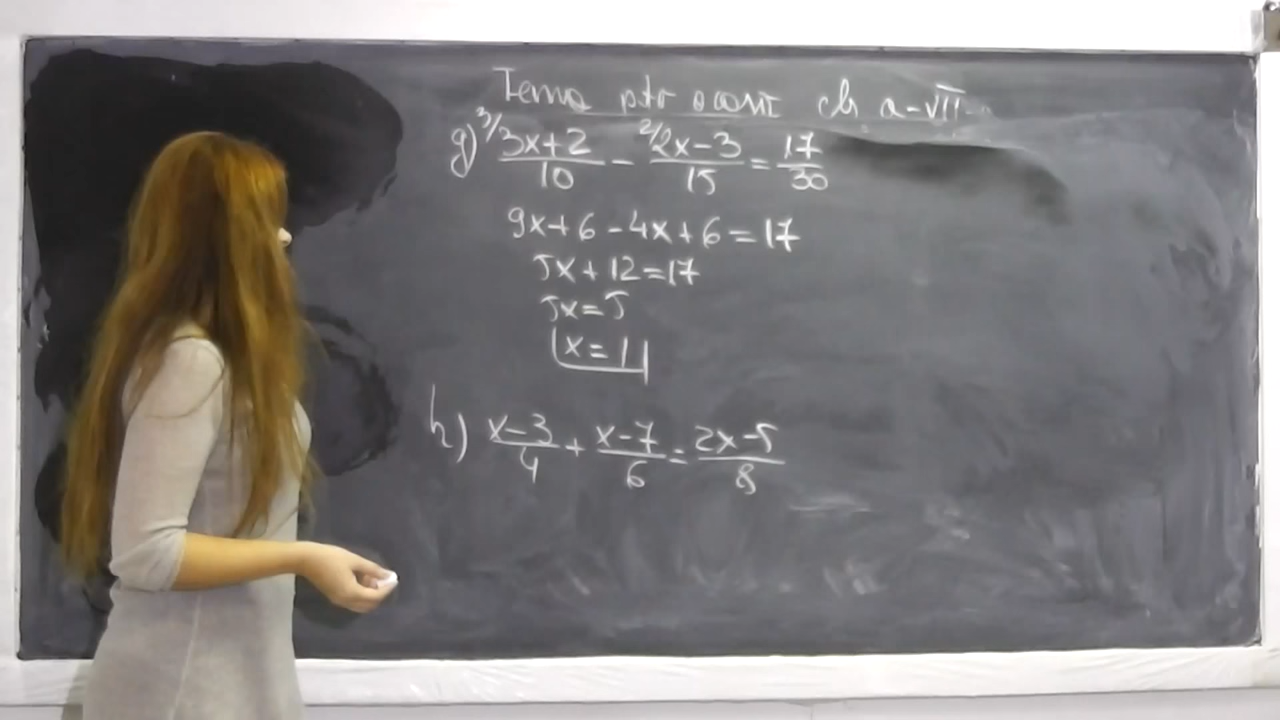 Tema ptr acasă cls a-VII-a
g) ³⁄ 3x+2/10 - ²⁄ 2x-3/15 = 17/30
9x+6-4x+6=17
5x+12=17
5x=5
x=1
h) x-3/4 + x-7/6 = 2x-5/8